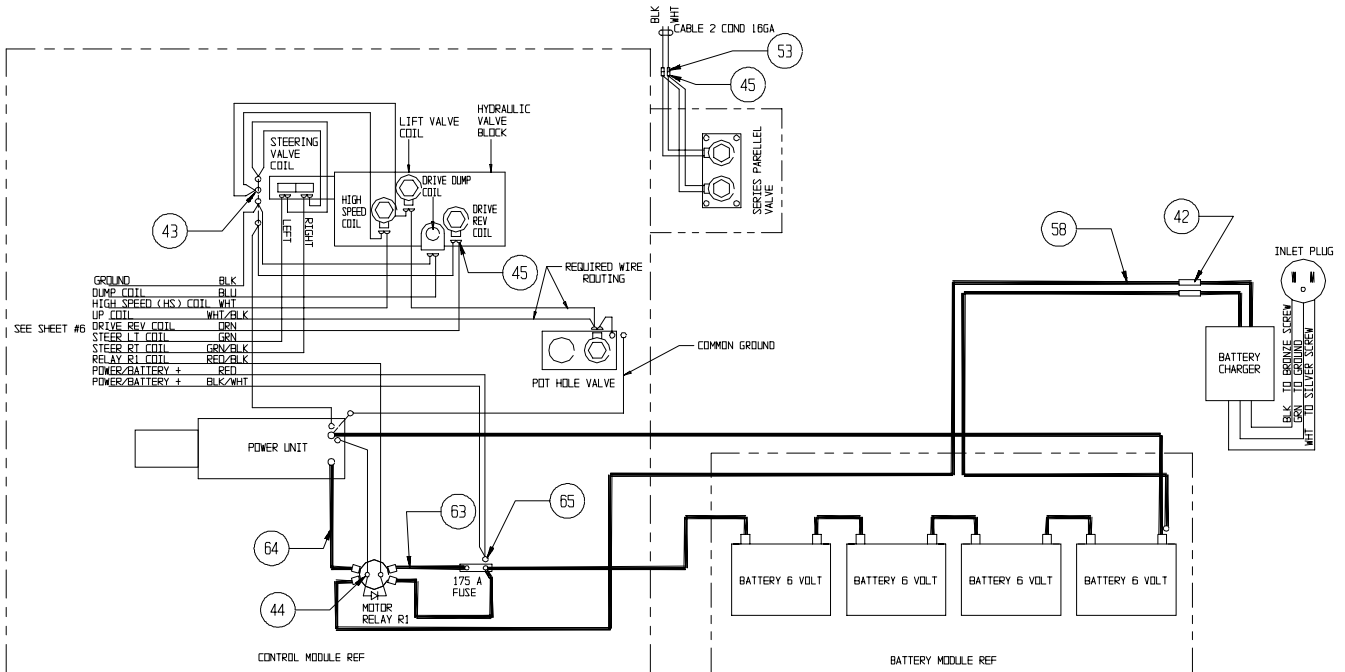 BLK
WHT
CABLE 2 COND 16GA
53
45
HYDRAULIC
VALVE
BLOCK
LIFT VALVE
COIL
STEERING
VALVE
COIL
DRIVE DUMP
COIL
HIGH
SPEED
COIL
DRIVE
REV
COIL
SERIES PARELLEL
VALVE
43
LEFT
RIGHT
45
58
42
INLET PLUG
REQUIRED WIRE
ROUTING
SEE SHEET #6
GROUND BLK
DUMP COIL BLU
HIGH SPEED (HS) COIL WHT
UP COIL WHT/BLK
DRIVE REV COIL ORN
STEER LT COIL GRN
STEER RT COIL GRN/BLK
RELAY R1 COIL RED/BLK
POWER/BATTERY + RED
POWER/BATTERY + BLK/WHT
COMMON GROUND
POT HOLE VALVE
BATTERY
CHARGER
BLK TO BRONZE SCREW
GRN TO GROUND
WHT TO SILVER SCREW
POWER UNIT
63
65
64
44
175 A
FUSE
MOTOR
RELAY R1
BATTERY 6 VOLT
BATTERY 6 VOLT
BATTERY 6 VOLT
BATTERY 6 VOLT
CONTROL MODULE REF
BATTERY MODULE REF